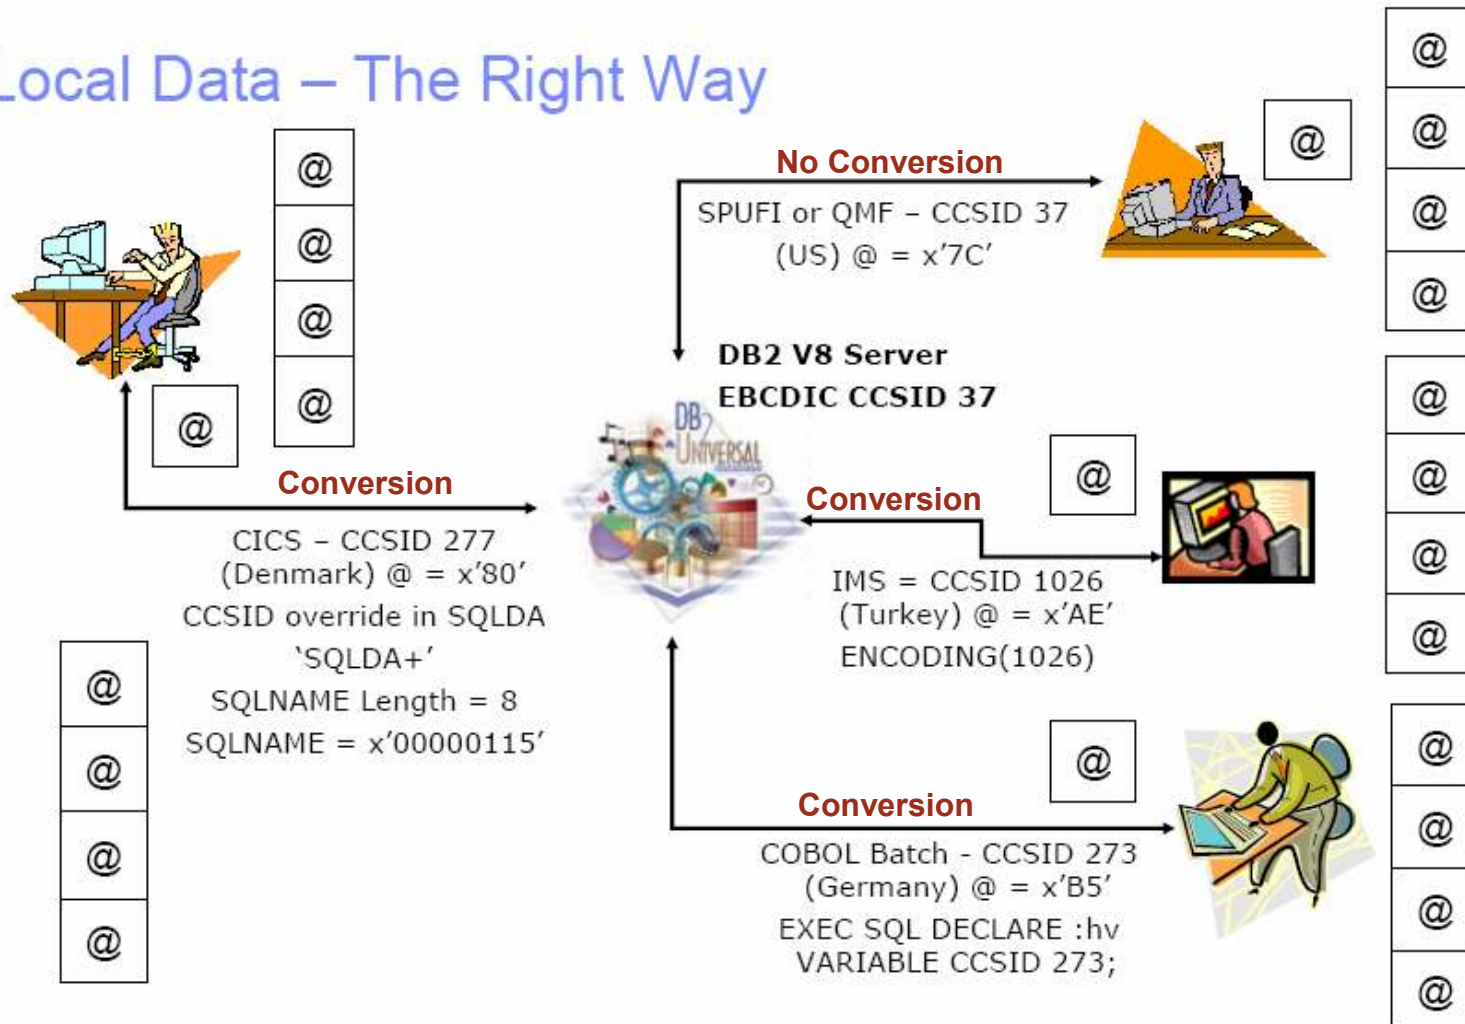 Local Data – The Right Way
@
@
@
@
@
@
@
@
@
@
No Conversion
SPUFI or QMF – CCSID 37
(US) @ = x'7C'
DB2 V8 Server
EBCDIC CCSID 37
DB2
UNIVERSAL
database
@
Conversion
CICS – CCSID 277
(Denmark) @ = x'80'
CCSID override in SQLDA
'SQLDA+'
SQLNAME Length = 8
SQLNAME = x'00000115'
@
@
@
@
Conversion
@
IMS = CCSID 1026
(Turkey) @ = x'AE'
ENCODING(1026)
@
@
@
@
Conversion
@
COBOL Batch - CCSID 273
(Germany) @ = x'B5'
EXEC SQL DECLARE :hv
VARIABLE CCSID 273;
@
@
@
@